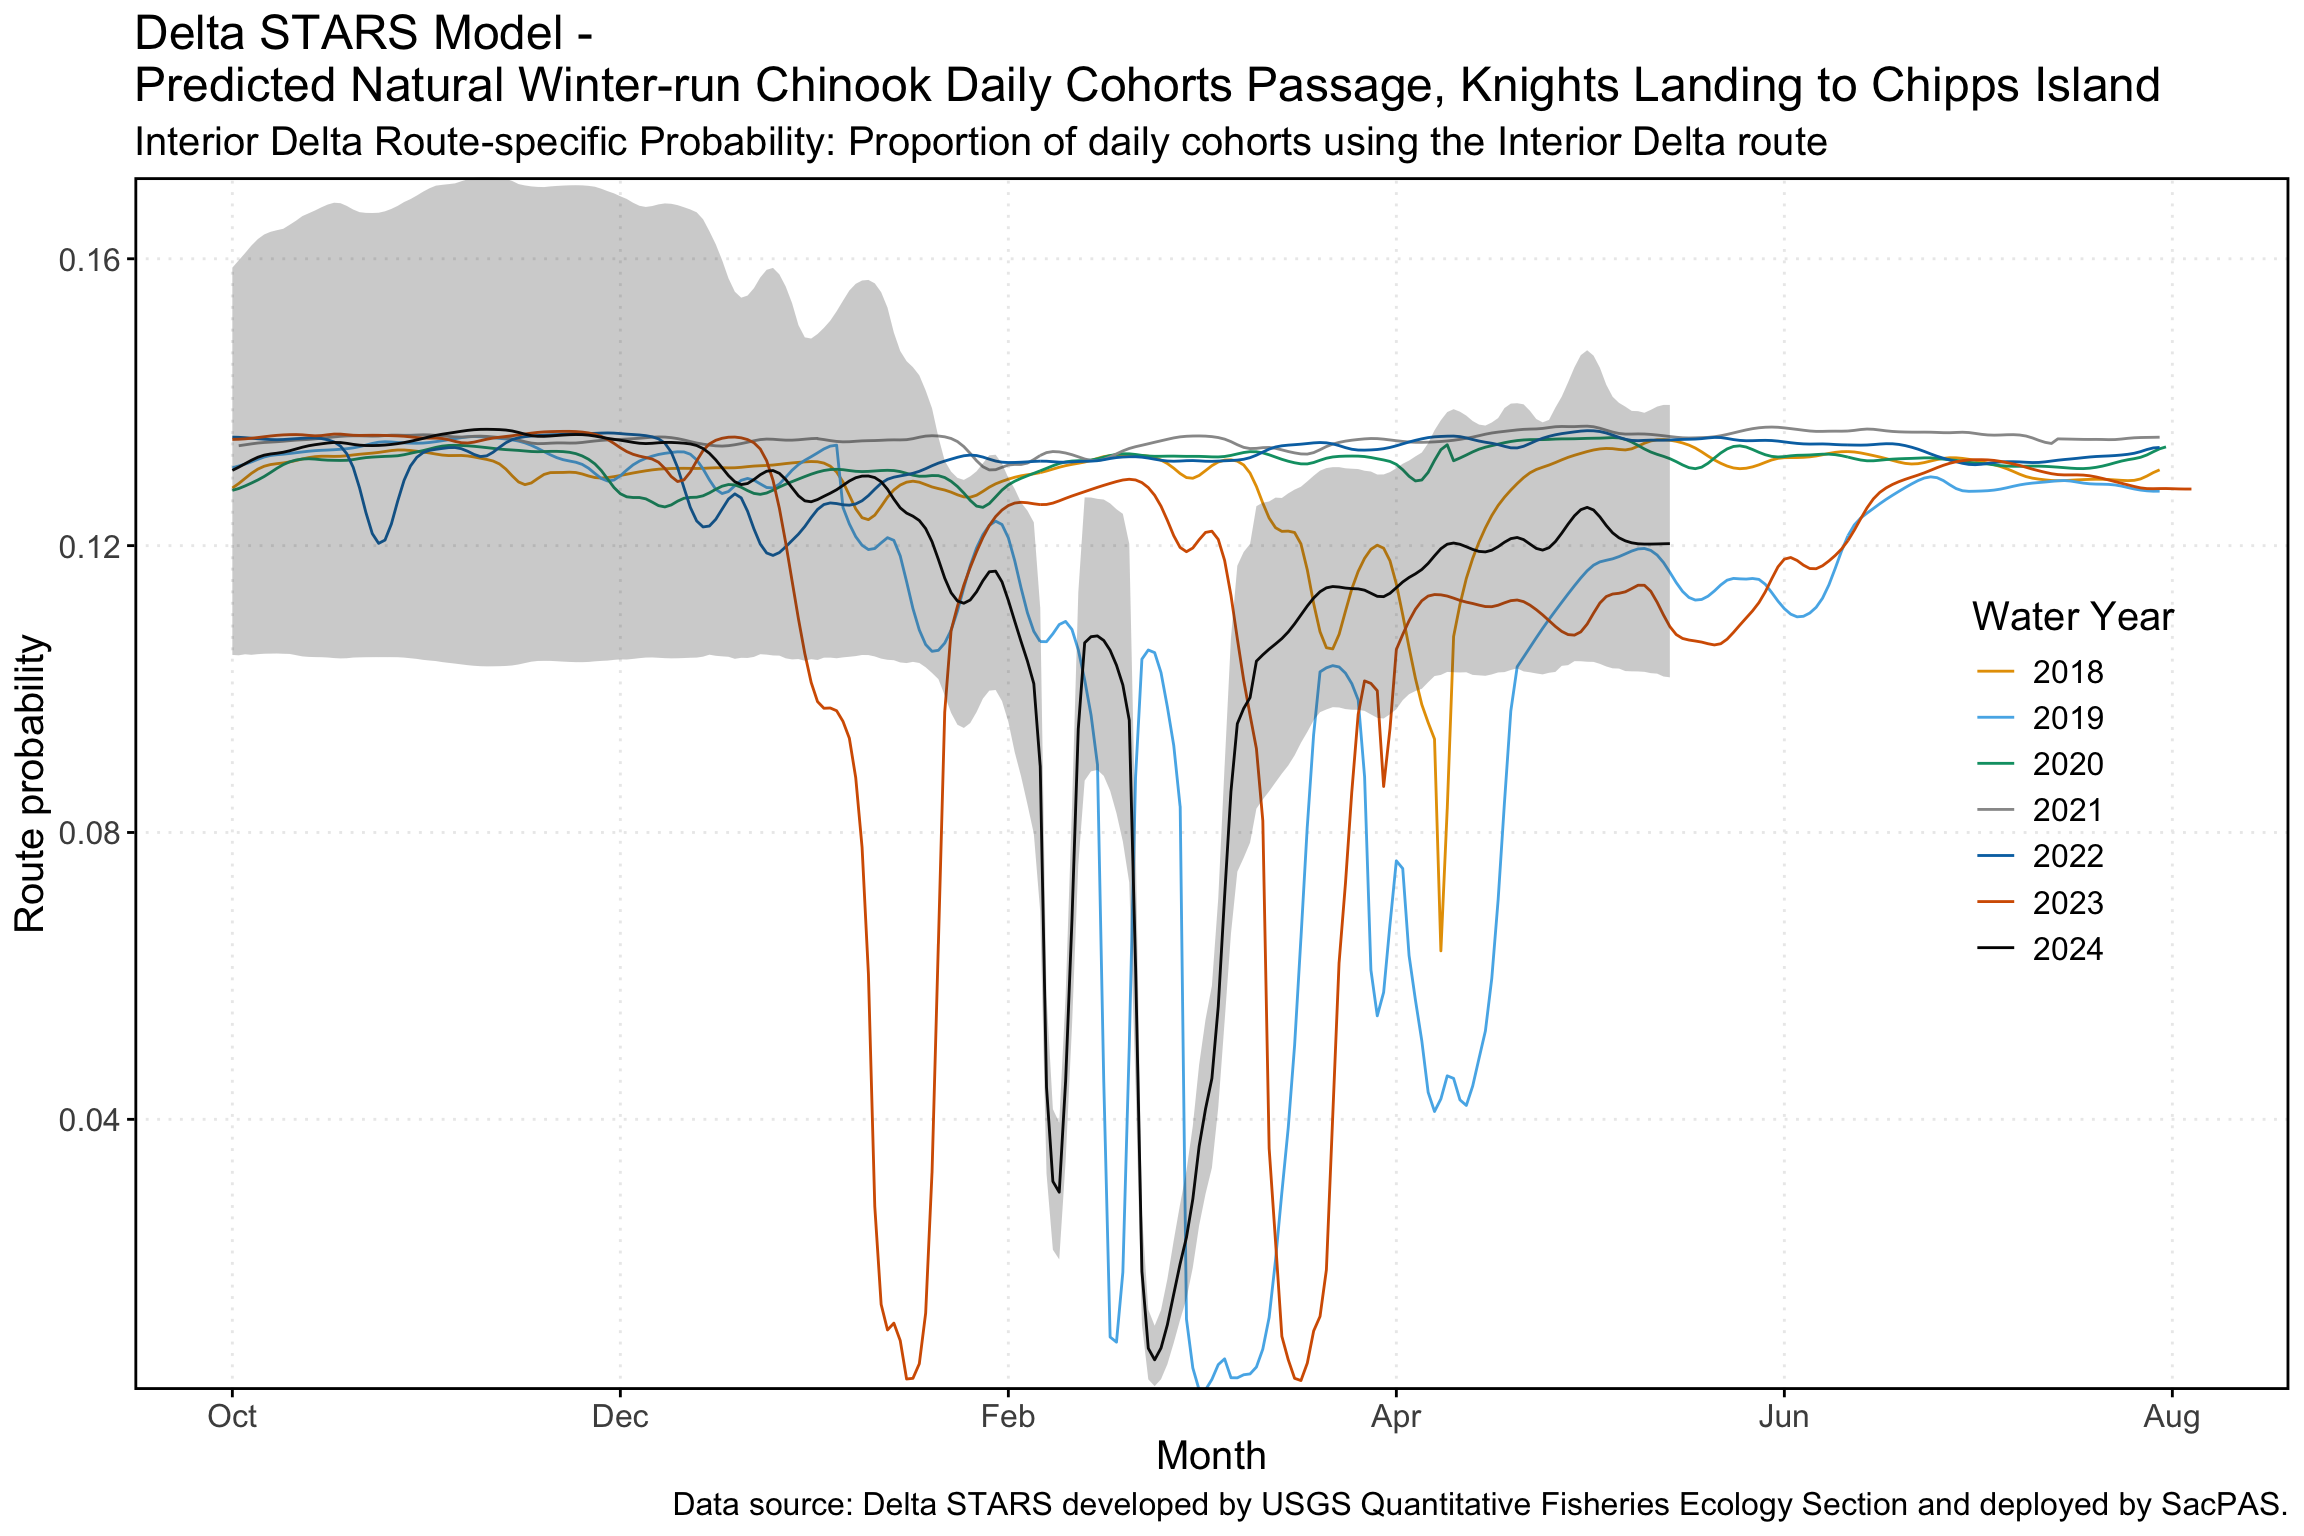 Delta STARS Model -
Predicted Natural Winter-run Chinook Daily Cohorts Passage, Knights Landing to Chipps Island
Interior Delta Route-specific Probability: Proportion of daily cohorts using the Interior Delta route
0.16
0.12
0.08
0.04
Route probability
Water Year
2018
2019
2020
2021
2022
2023
2024
Oct Dec Feb Apr Jun Aug
Month
Data source: Delta STARS developed by USGS Quantitative Fisheries Ecology Section and deployed by SacPAS.